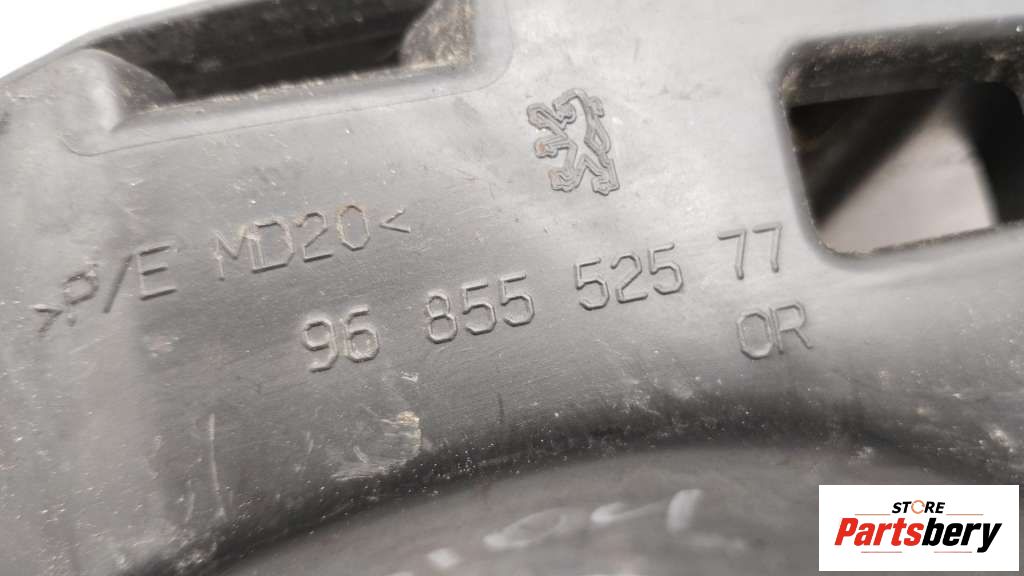 >P/E MD20<
96 855 525 77
OR
STORE
Partsbery